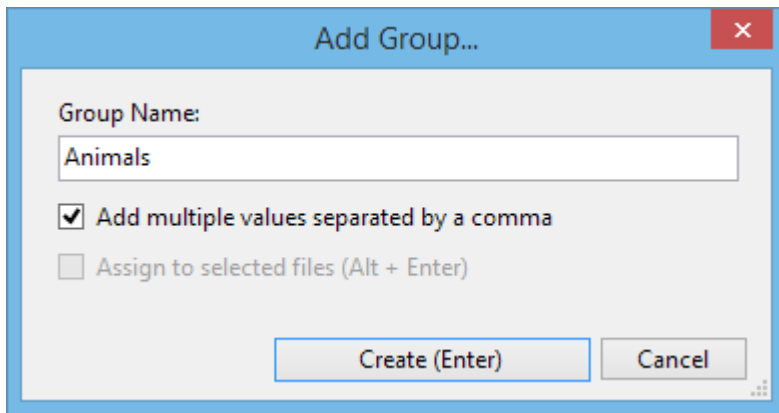 Add Group...
Group Name:
Animals
Add multiple values separated by a comma
Assign to selected files (Alt + Enter)
Create (Enter) Cancel